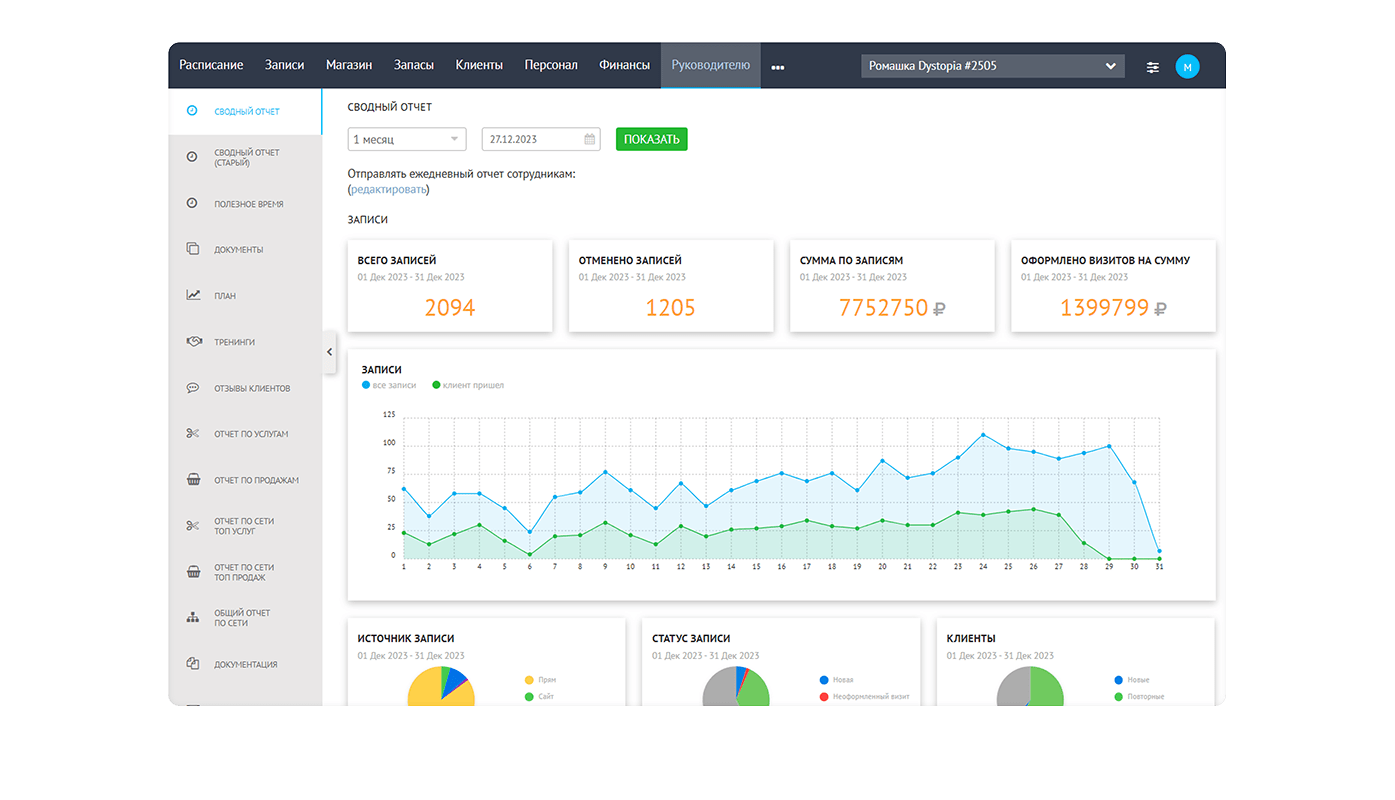 Расписание Записи Магазин Запасы Клиенты Персонал Финансы Руководителю ••• Ромашка Dystopia #2505 М
СВОДНЫЙ ОТЧЕТ
СВОДНЫЙ ОТЧЕТ
(СТАРЫЙ)
ПОЛЕЗНОЕ ВРЕМЯ
ДОКУМЕНТЫ
ПЛАН
ТРЕНИНГИ
ОТЗЫВЫ КЛИЕНТОВ
ОТЧЕТ ПО УСЛУГАМ
ОТЧЕТ ПО ПРОДАЖАМ
ОТЧЕТ ПО СЕТИ
ТОП УСЛУГ
ОТЧЕТ ПО СЕТИ
ТОП ПРОДАЖ
ОБЩИЙ ОТЧЕТ
ПО СЕТИ
ДОКУМЕНТАЦИЯ
СВОДНЫЙ ОТЧЕТ
1 месяц 27.12.2023 ПОКАЗАТЬ
Отправлять ежедневный отчет сотрудникам:
(редактировать)
ЗАПИСИ
ВСЕГО ЗАПИСЕЙ
01 Дек 2023 - 31 Дек 2023
2094
ОТМЕНЕНО ЗАПИСЕЙ
01 Дек 2023 - 31 Дек 2023
1205
СУММА ПО ЗАПИСЯМ
01 Дек 2023 - 31 Дек 2023
7752750 ₽
ОФОРМЛЕНО ВИЗИТОВ НА СУММУ
01 Дек 2023 - 31 Дек 2023
1399799 ₽
ЗАПИСИ
все записи клиент пришел
125
100
75
50
25
0
1 2 3 4 5 6 7 8 9 10 11 12 13 14 15 16 17 18 19 20 21 22 23 24 25 26 27 28 29 30 31
ИСТОЧНИК ЗАПИСИ
01 Дек 2023 - 31 Дек 2023
Прям
Сайт
СТАТУС ЗАПИСИ
01 Дек 2023 - 31 Дек 2023
Новая
Неоформленный визит
КЛИЕНТЫ
01 Дек 2023 - 31 Дек 2023
Новые
Повторные